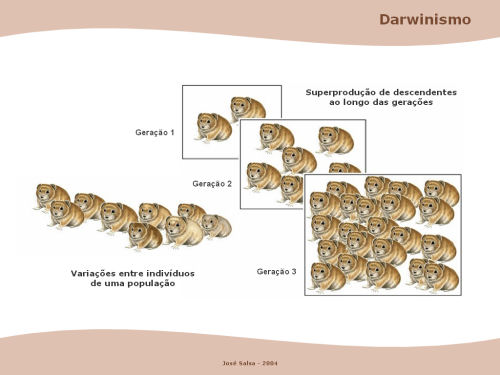 Darwinismo
Superprodução de descendentes
ao longo das gerações
Geração 1
Geração 2
Geração 3
Variações entre indivíduos
de uma população
José Salsa - 2004